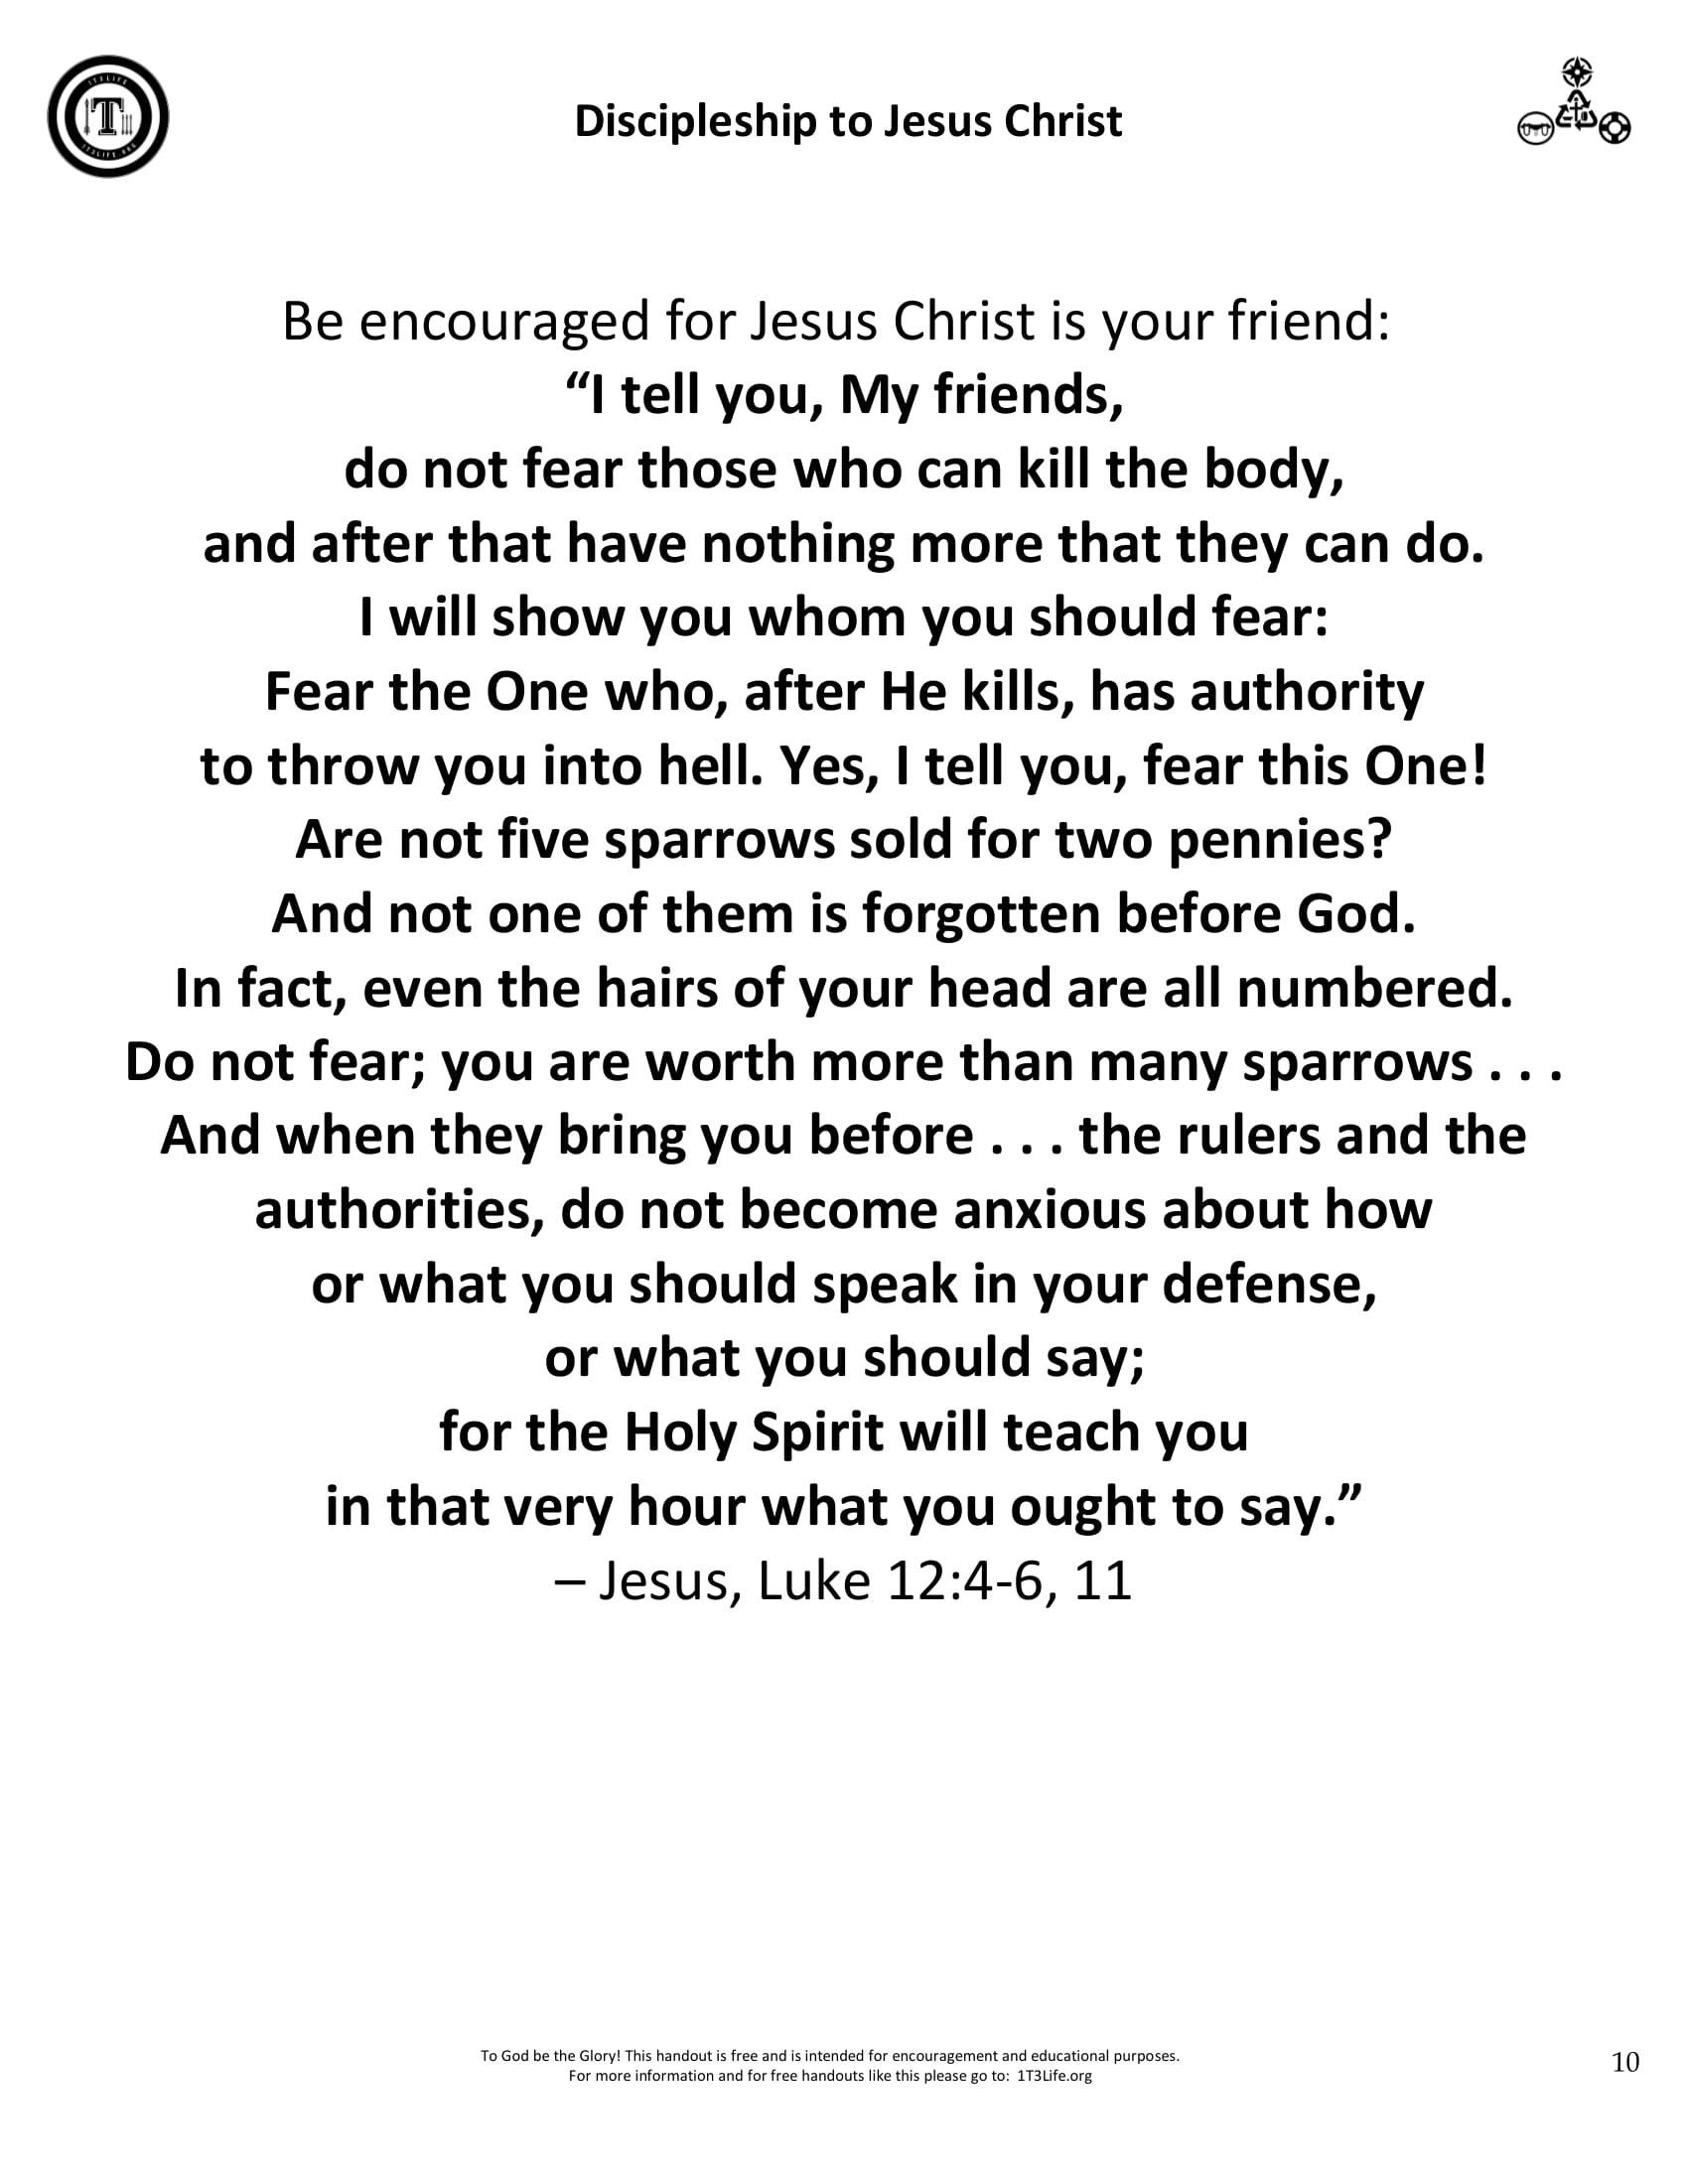 1T3LIFE
T
1T3LIFE.ORG
Discipleship to Jesus Christ
Be encouraged for Jesus Christ is your friend:
“I tell you, My friends,
do not fear those who can kill the body,
and after that have nothing more that they can do.
I will show you whom you should fear:
Fear the One who, after He kills, has authority
to throw you into hell. Yes, I tell you, fear this One!
Are not five sparrows sold for two pennies?
And not one of them is forgotten before God.
In fact, even the hairs of your head are all numbered.
Do not fear; you are worth more than many sparrows . . .
And when they bring you before . . . the rulers and the
authorities, do not become anxious about how
or what you should speak in your defense,
or what you should say;
for the Holy Spirit will teach you
in that very hour what you ought to say.”
– Jesus, Luke 12:4-6, 11
To God be the Glory! This handout is free and is intended for encouragement and educational purposes.
For more information and for free handouts like this please go to:  1T3Life.org
10